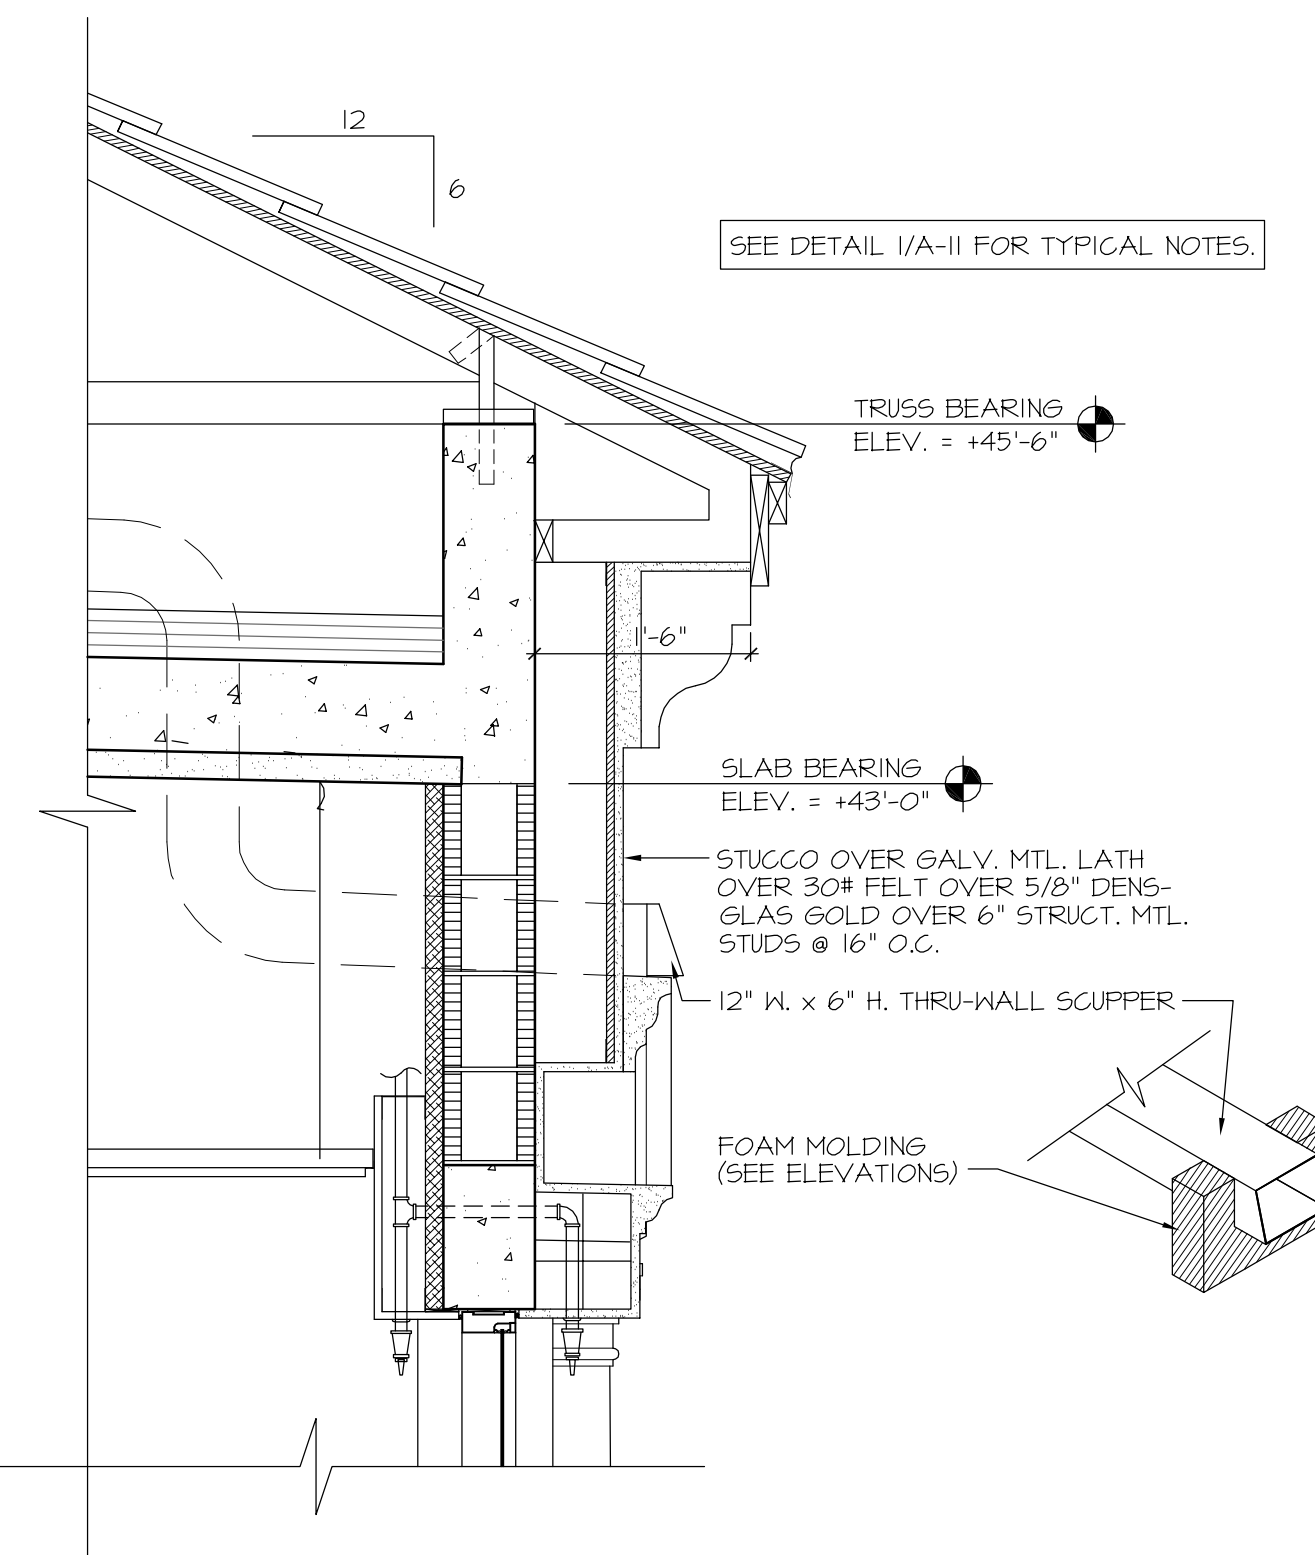 12
6
SEE DETAIL 1/A-11 FOR TYPICAL NOTES.
TRUSS BEARING
ELEV. = +45'-6"
1'-6"
SLAB BEARING
ELEV. = +43'-0"
STUCCO OVER GALV. MTL. LATH
OVER 30# FELT OVER 5/8" DENS-
GLAS GOLD OVER 6" STRUCT. MTL.
STUDS @ 16" O.C.
12" W. x 6" H. THRU-WALL SCUPPER
FOAM MOLDING
(SEE ELEVATIONS)